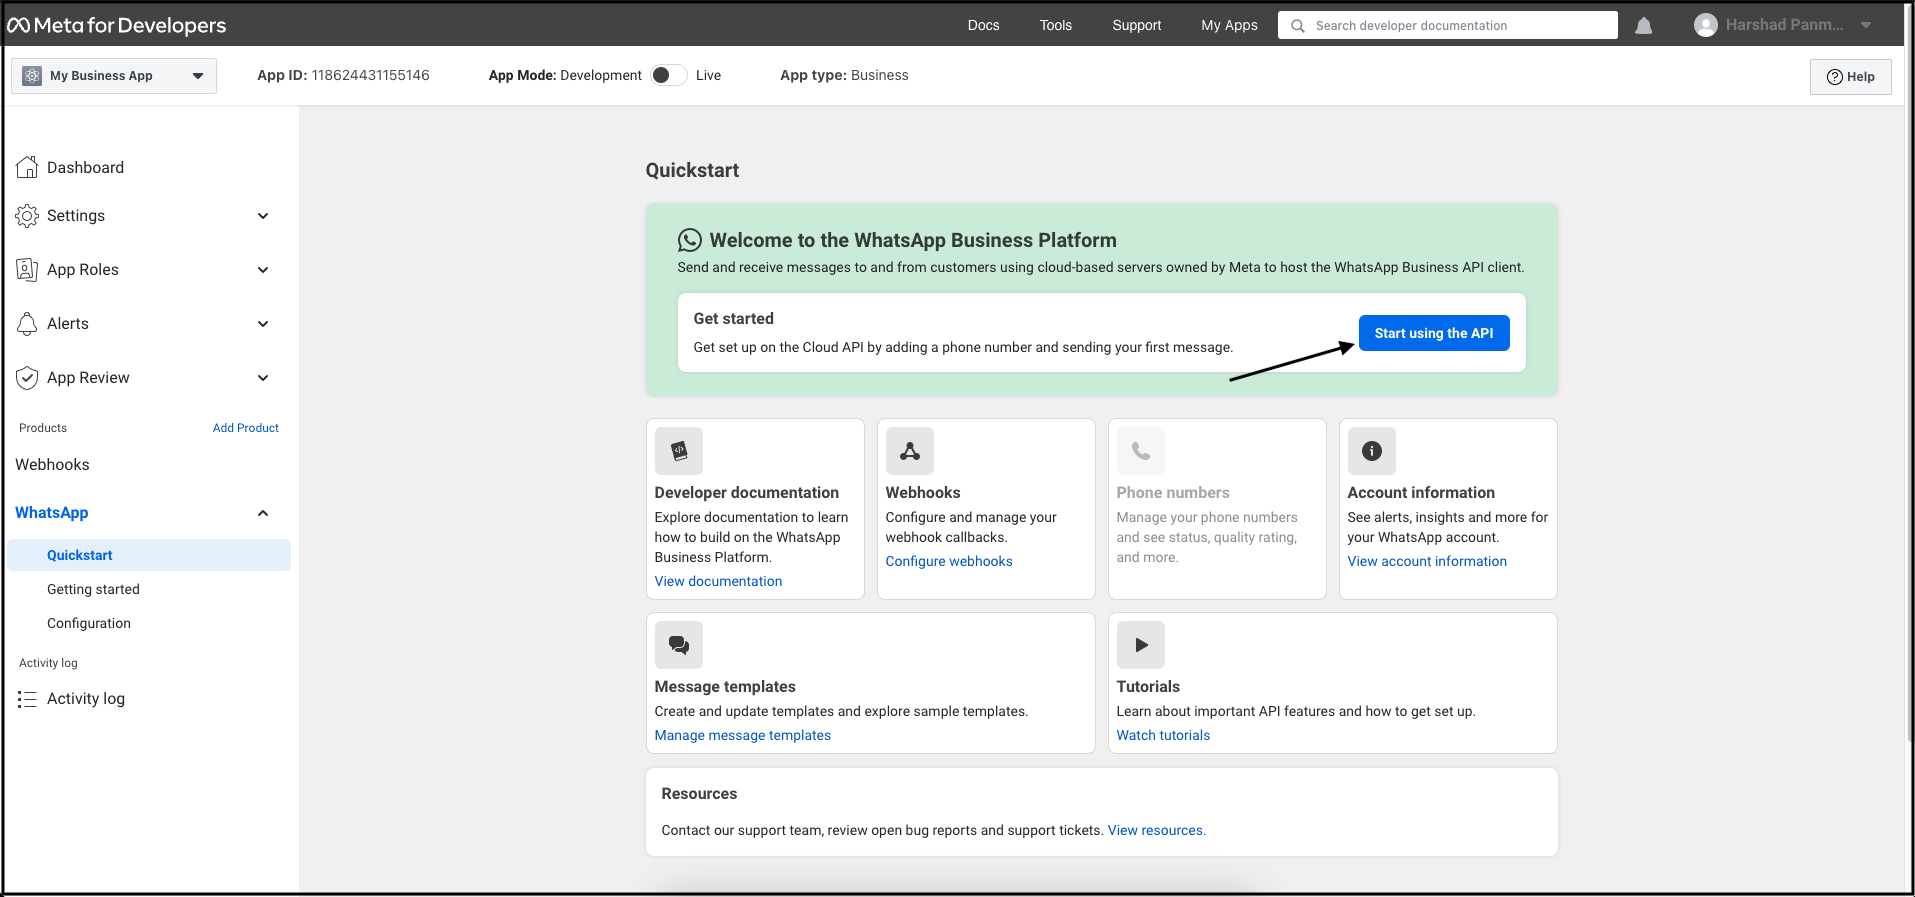 Meta for Developers
Docs
Tools
Support
My Apps
Search developer documentation
Harshad Panm...
My Business App
App ID: 118624431155146
App Mode: Development
Live
App type: Business
Help
Dashboard
Settings
App Roles
Alerts
App Review
Products
Add Product
Webhooks
WhatsApp
Quickstart
Getting started
Configuration
Activity log
Activity log
Quickstart
Welcome to the WhatsApp Business Platform
Send and receive messages to and from customers using cloud-based servers owned by Meta to host the WhatsApp Business API client.
Get started
Get set up on the Cloud API by adding a phone number and sending your first message.
Start using the API
Developer documentation
Explore documentation to learn
how to build on the WhatsApp
Business Platform.
View documentation
Webhooks
Configure and manage your
webhook callbacks.
Configure webhooks
Phone numbers
Manage your phone numbers
and see status, quality rating,
and more.
Account information
See alerts, insights and more for
your WhatsApp account.
View account information
Message templates
Create and update templates and explore sample templates.
Manage message templates
Tutorials
Learn about important API features and how to get set up.
Watch tutorials
Resources
Contact our support team, review open bug reports and support tickets. View resources.